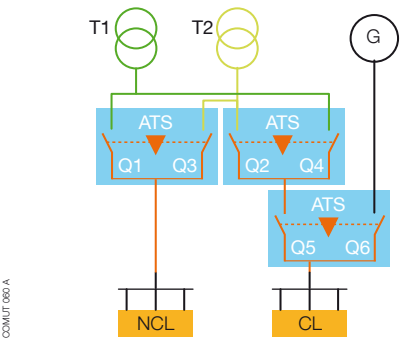 T1 T2 G
ATS ATS
Q1 Q3 Q2 Q4
ATS
Q5 Q6
NCL CL
COMUT 060 A